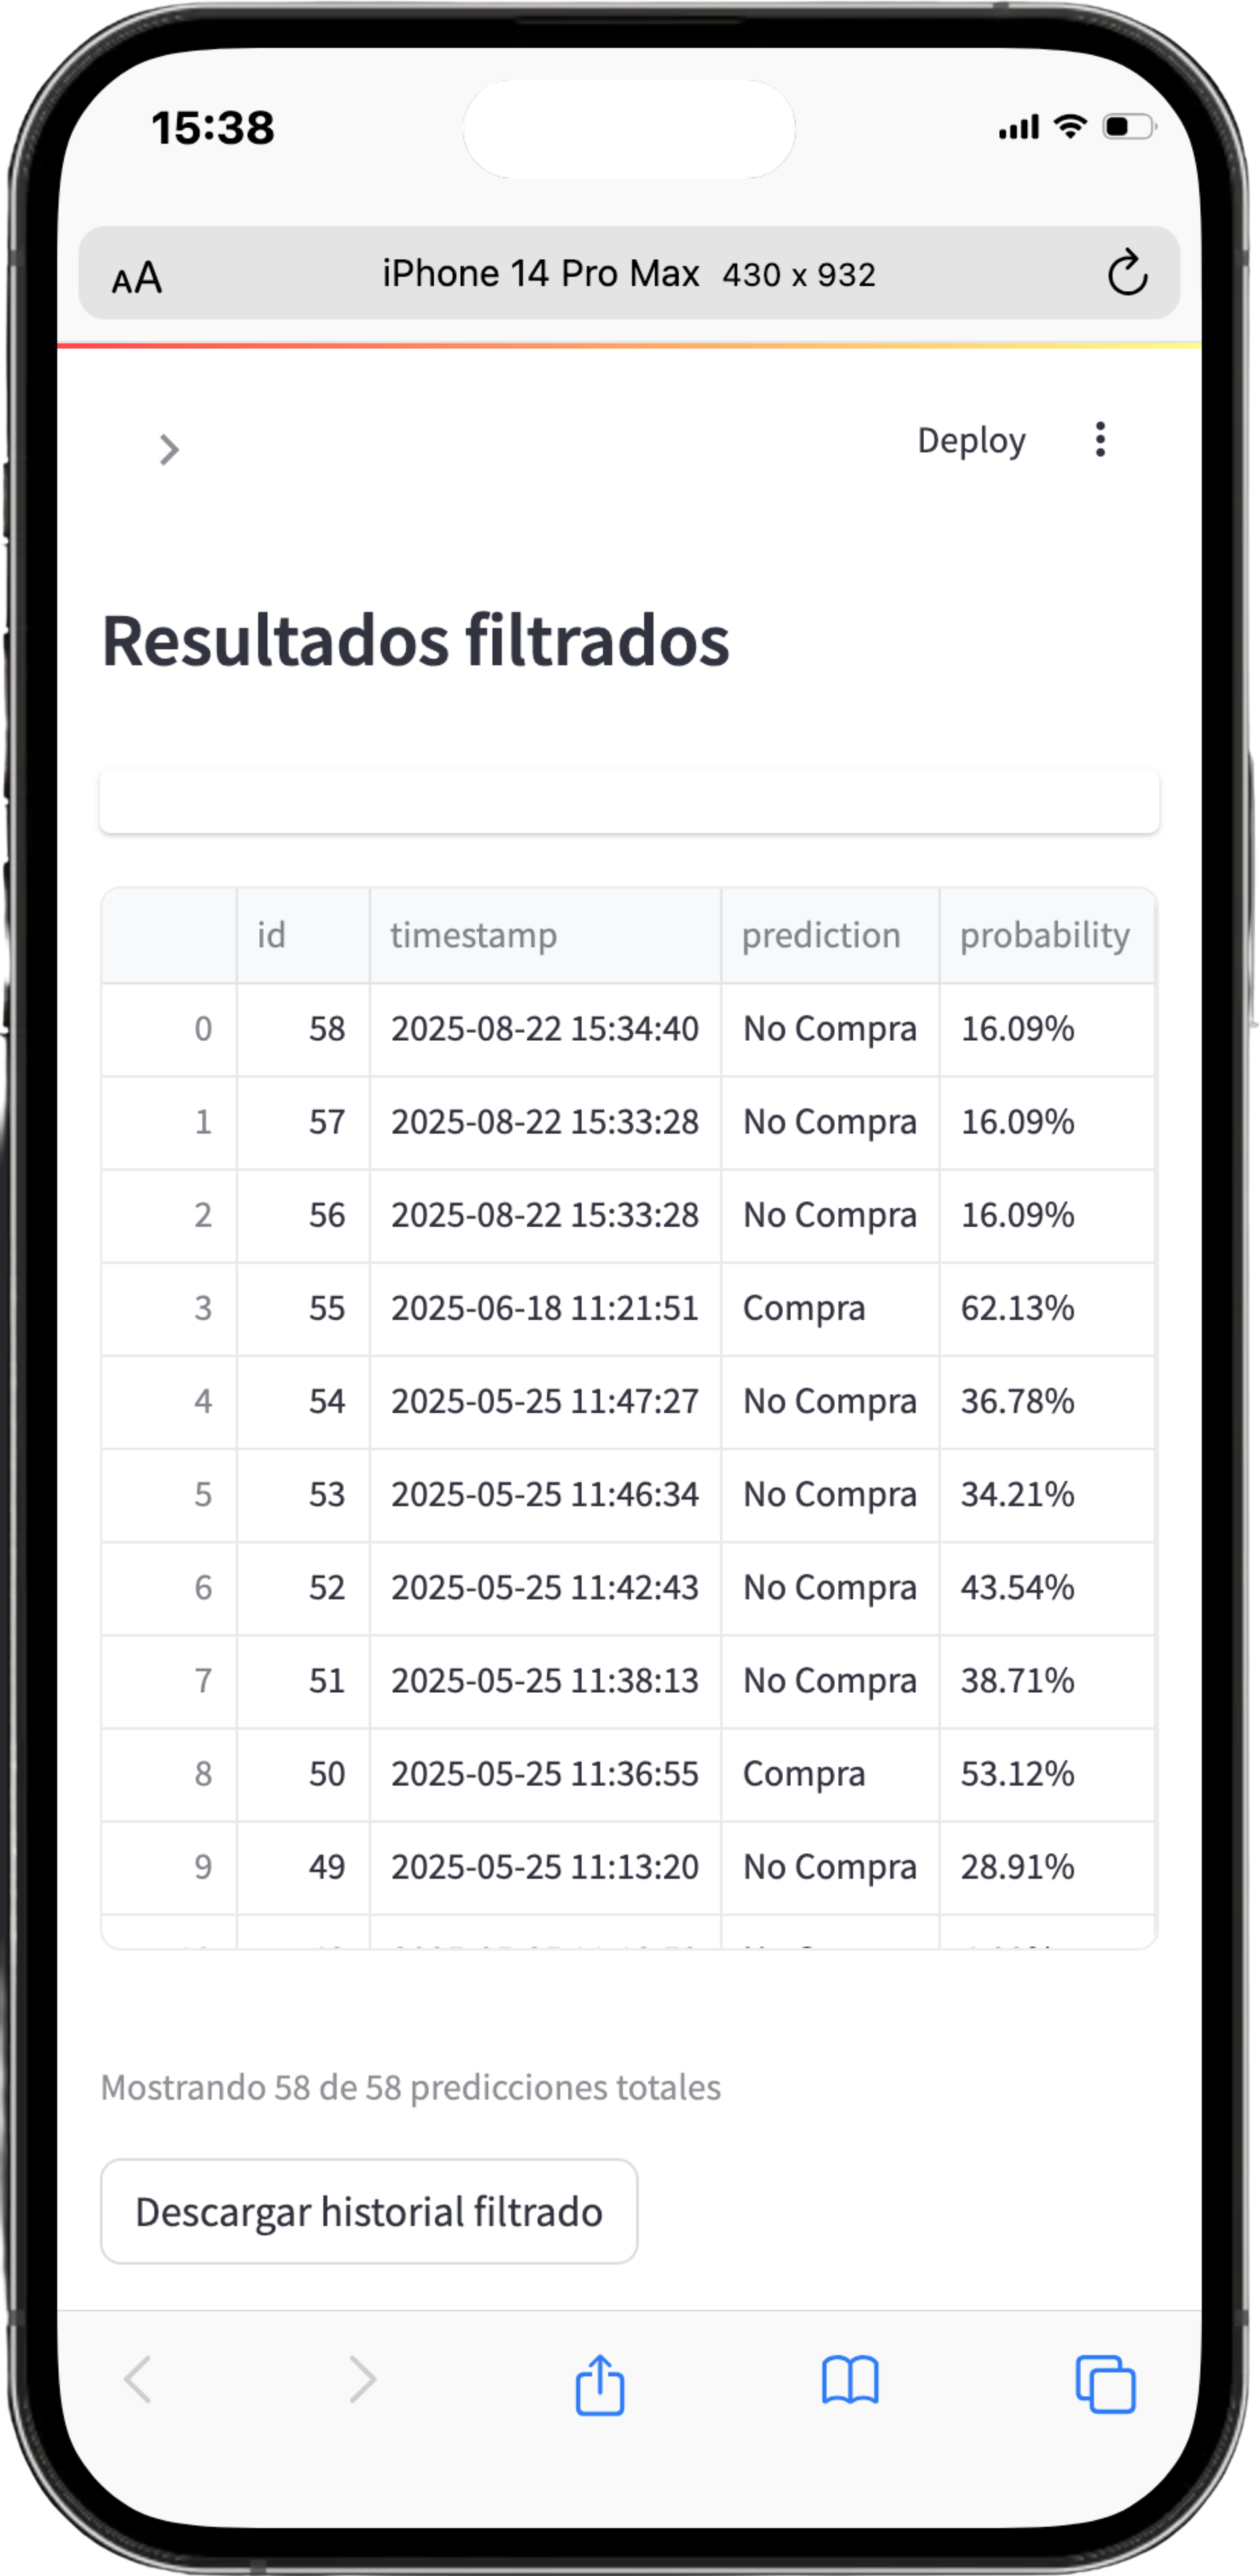 15:38
AA iPhone 14 Pro Max 430 x 932
Deploy
Resultados filtrados
id timestamp prediction probability
0 58 2025-08-22 15:34:40 No Compra 16.09%
1 57 2025-08-22 15:33:28 No Compra 16.09%
2 56 2025-08-22 15:33:28 No Compra 16.09%
3 55 2025-06-18 11:21:51 Compra 62.13%
4 54 2025-05-25 11:47:27 No Compra 36.78%
5 53 2025-05-25 11:46:34 No Compra 34.21%
6 52 2025-05-25 11:42:43 No Compra 43.54%
7 51 2025-05-25 11:38:13 No Compra 38.71%
8 50 2025-05-25 11:36:55 Compra 53.12%
9 49 2025-05-25 11:13:20 No Compra 28.91%
Mostrando 58 de 58 predicciones totales
Descargar historial filtrado